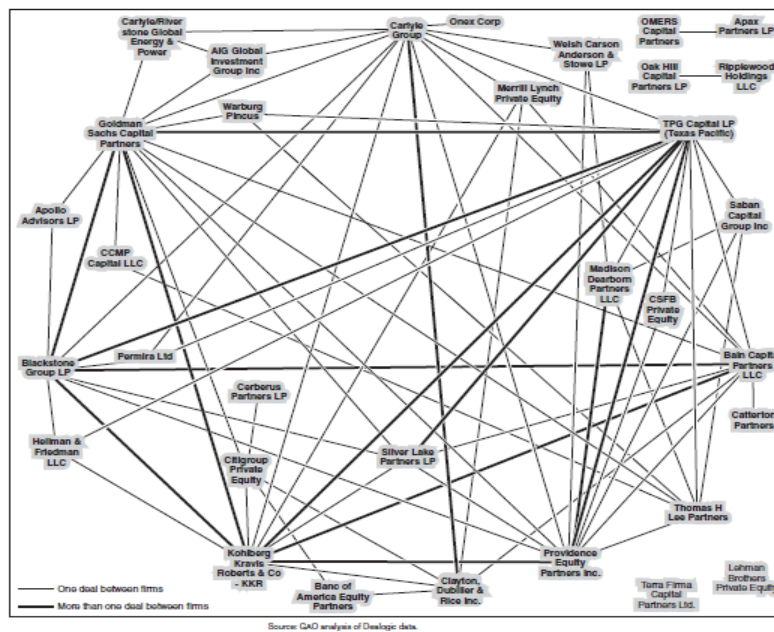 Carlyle/River
stone Global
Energy &
Power
Carlyle
Group
Onex Corp
OMERS
Capital
Partners
Apax
Partners LP
AIG Global
Investment
Group Inc
Welsh Carson
Anderson &
Stowe LP
Oak Hill
Capital
Partners LP
Ripplewood
Holdings
LLC
Merrill Lynch
Private Equity
Warburg
Pincus
Goldman
Sachs Capital
Partners
TPG Capital LP
(Texas Pacific)
Apollo
Advisors LP
Saban
Capital
Group Inc
CCMP
Capital LLC
Madison
Dearborn
Partners
LLC
CSFB
Private
Equity
Blackstone
Group LP
Permira Ltd
Bain Capita
Partners
LLC
Cerberus
Partners LP
Catterton
Partners
Hellman &
Friedman
LLC
Citigroup
Private
Equity
Silver Lake
Partners LP
Thomas H
Lee Partners
Kohlberg
Kravis
Roberts & Co
- KKR
Providence
Equity
Partners Inc.
Banc of
America Equity
Partners
Clayton,
Dubilier &
Rice Inc.
Terra Firma
Capital
Partners Ltd.
Lehman
Brothers
Private Equity
One deal between firms
More than one deal between firms
Source: GAO analysis of Dealogic data.